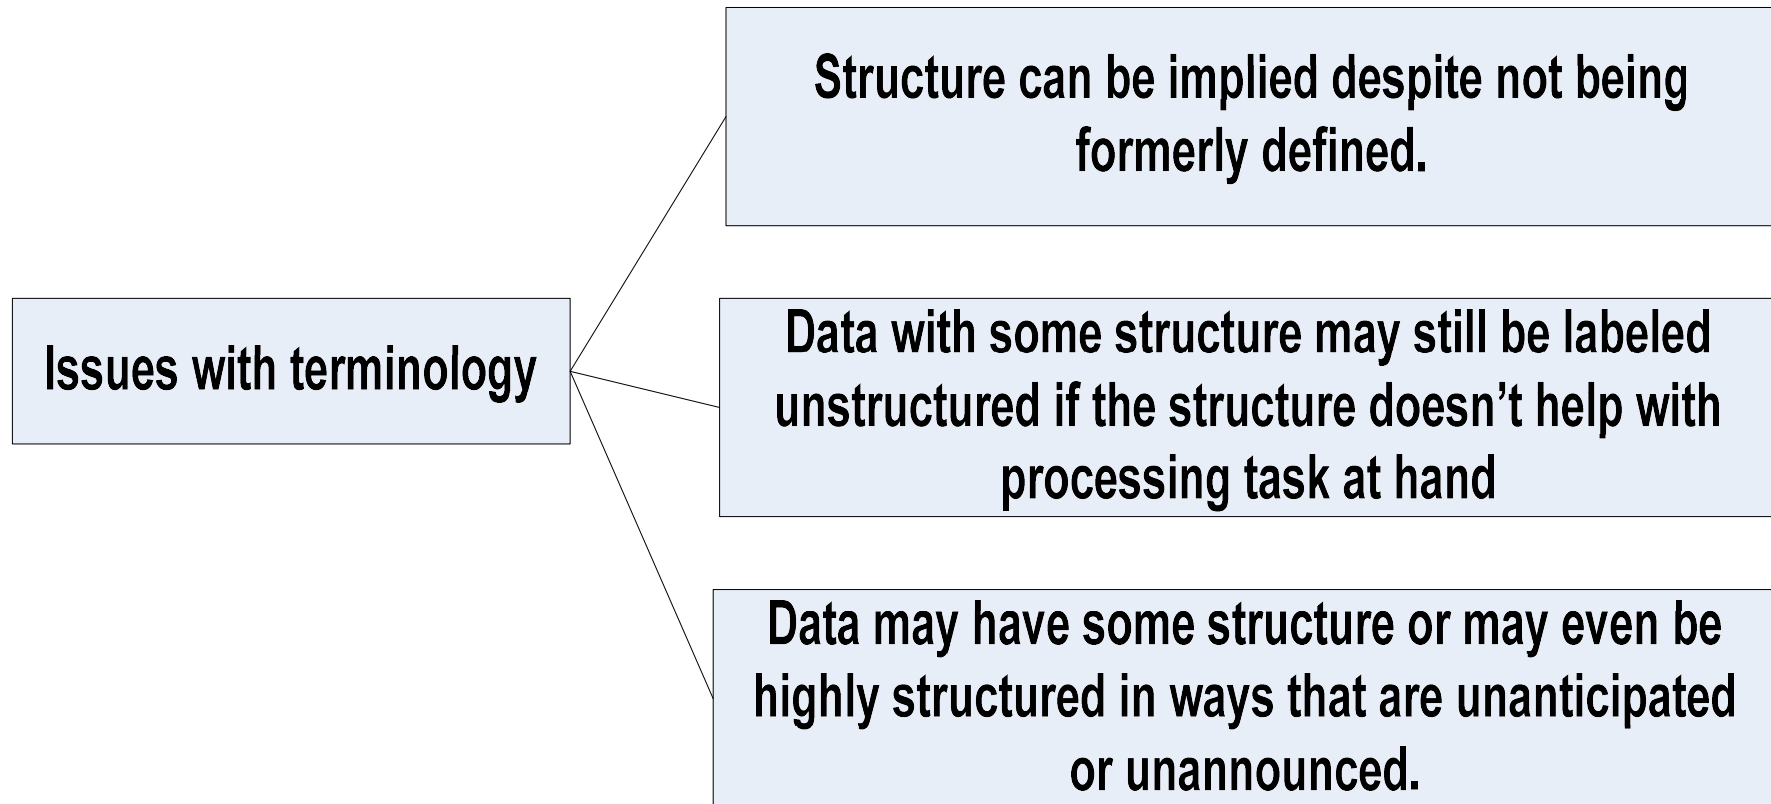 Structure can be implied despite not being
formerly defined.
Issues with terminology
Data with some structure may still be labeled
unstructured if the structure doesn’t help with
processing task at hand
Data may have some structure or may even be
highly structured in ways that are unanticipated
or unannounced.